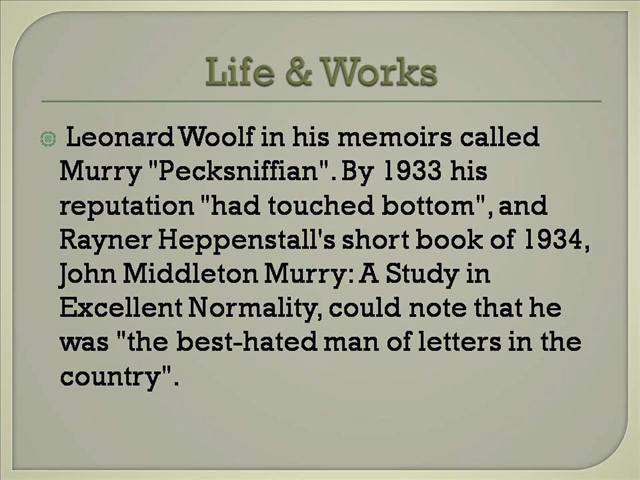 Life & Works
Leonard Woolf in his memoirs called
Murry "Pecksniffian". By 1933 his
reputation "had touched bottom", and
Rayner Heppenstall's short book of 1934,
John Middleton Murry: A Study in
Excellent Normality, could note that he
was "the best-hated man of letters in the
country".